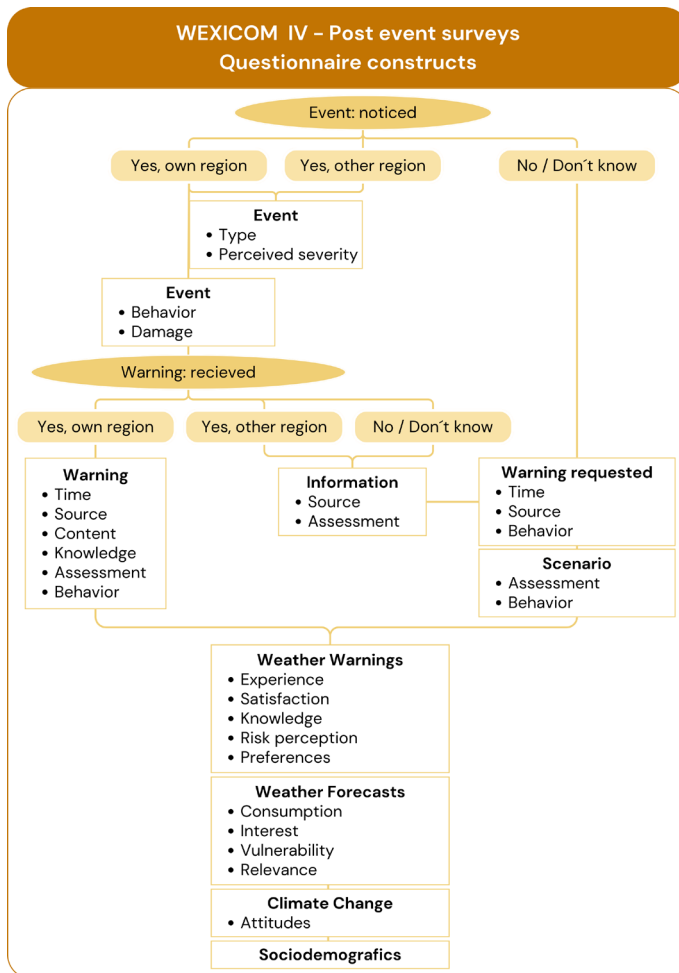 WEXICOM  IV - Post event surveys
Questionnaire constructs
Event: noticed
Yes, own region
Yes, other region
No / Don´t know
Event
• Type
• Perceived severity
Event
• Behavior
• Damage
Warning: recieved
Yes, own region
Yes, other region
No / Don´t know
Warning
• Time
• Source
• Content
• Knowledge
• Assessment
• Behavior
Information
• Source
• Assessment
Warning requested
• Time
• Source
• Behavior
Scenario
• Assessment
• Behavior
Weather Warnings
• Experience
• Satisfaction
• Knowledge
• Risk perception
• Preferences
Weather Forecasts
• Consumption
• Interest
• Vulnerability
• Relevance
Climate Change
• Attitudes
Sociodemografics